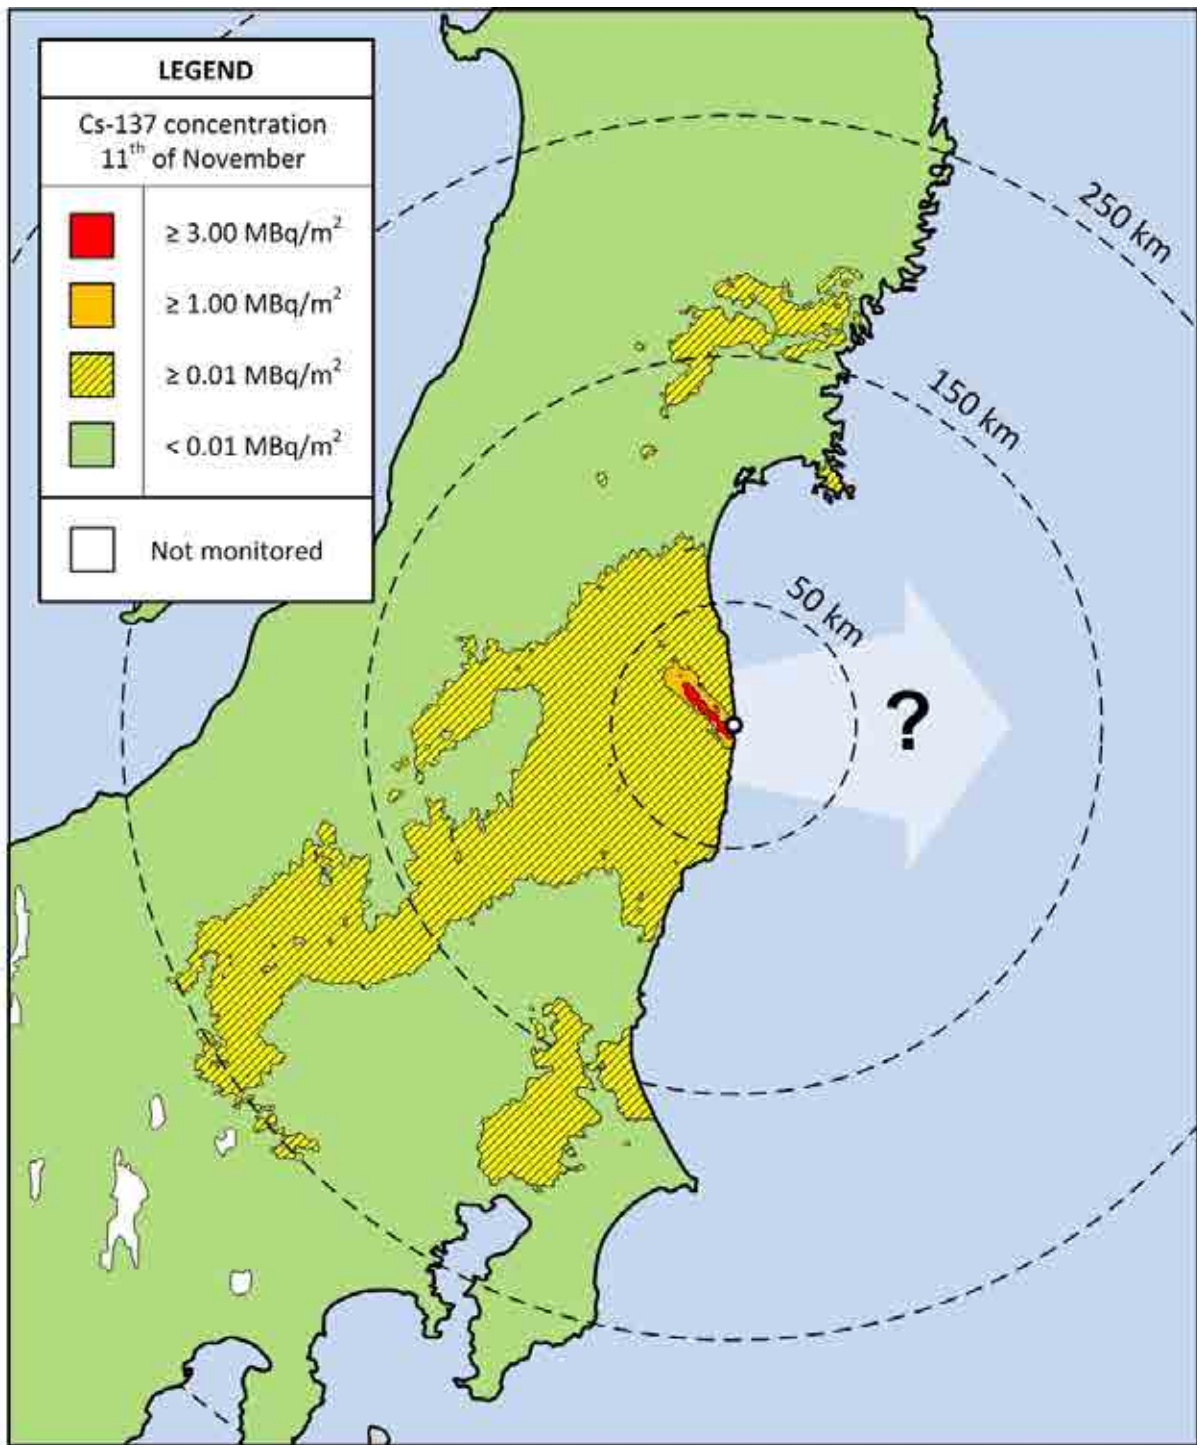 LEGEND
Cs-137 concentration
11th of November
≥ 3.00 MBq/m²
≥ 1.00 MBq/m²
≥ 0.01 MBq/m²
< 0.01 MBq/m²
Not monitored
250 km
150 km
50 km
?